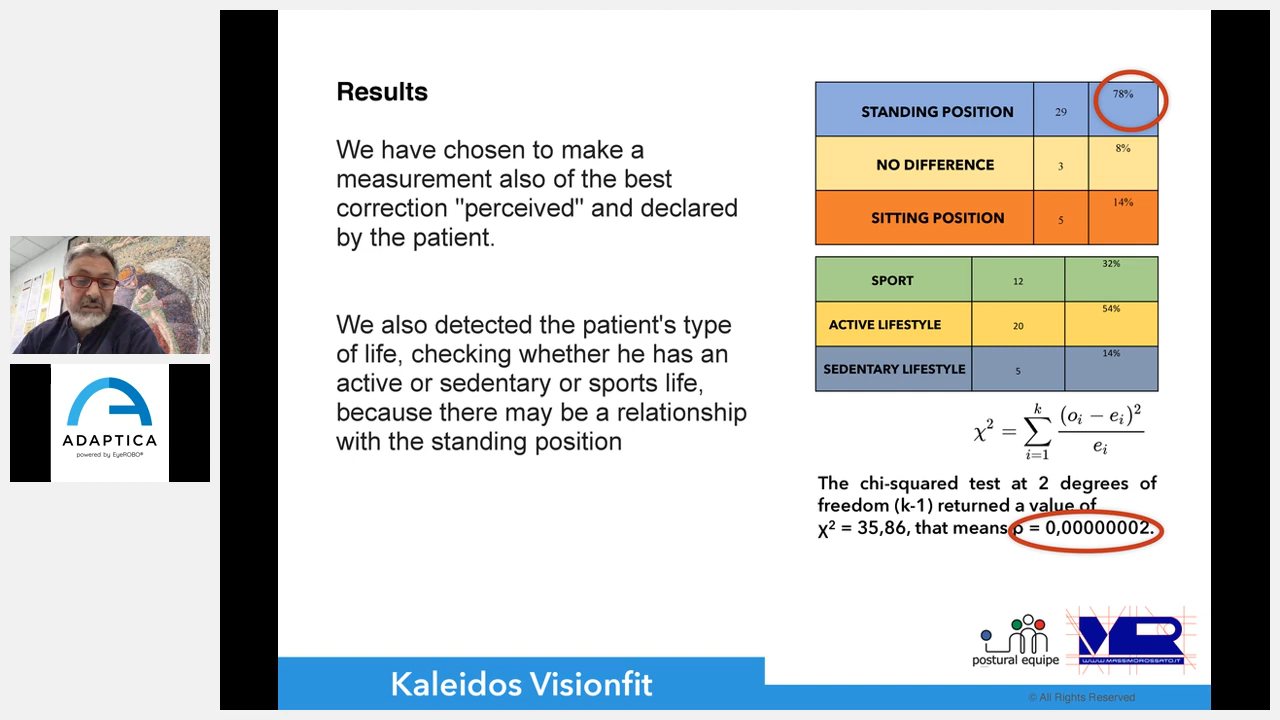 Results
We have chosen to make a
measurement also of the best
correction "perceived" and declared
by the patient.
We also detected the patient's type
of life, checking whether he has an
active or sedentary or sports life,
because there may be a relationship
with the standing position
STANDING POSITION 29 78%
NO DIFFERENCE 3 8%
SITTING POSITION 5 14%
SPORT 12 32%
ACTIVE LIFESTYLE 20 54%
SEDENTARY LIFESTYLE 5 14%
χ² = ∑ᵏᵢ₌₁ (oᵢ − eᵢ)² / eᵢ
The chi-squared test at 2 degrees of
freedom (k-1) returned a value of
χ² = 35,86, that means p = 0,00000002.
ADAPTICA
powered by EyeROBO®
postural equipe
MR
WWW.MASSIMOROSSATO.IT
Kaleidos Visionfit
© All Rights Reserved